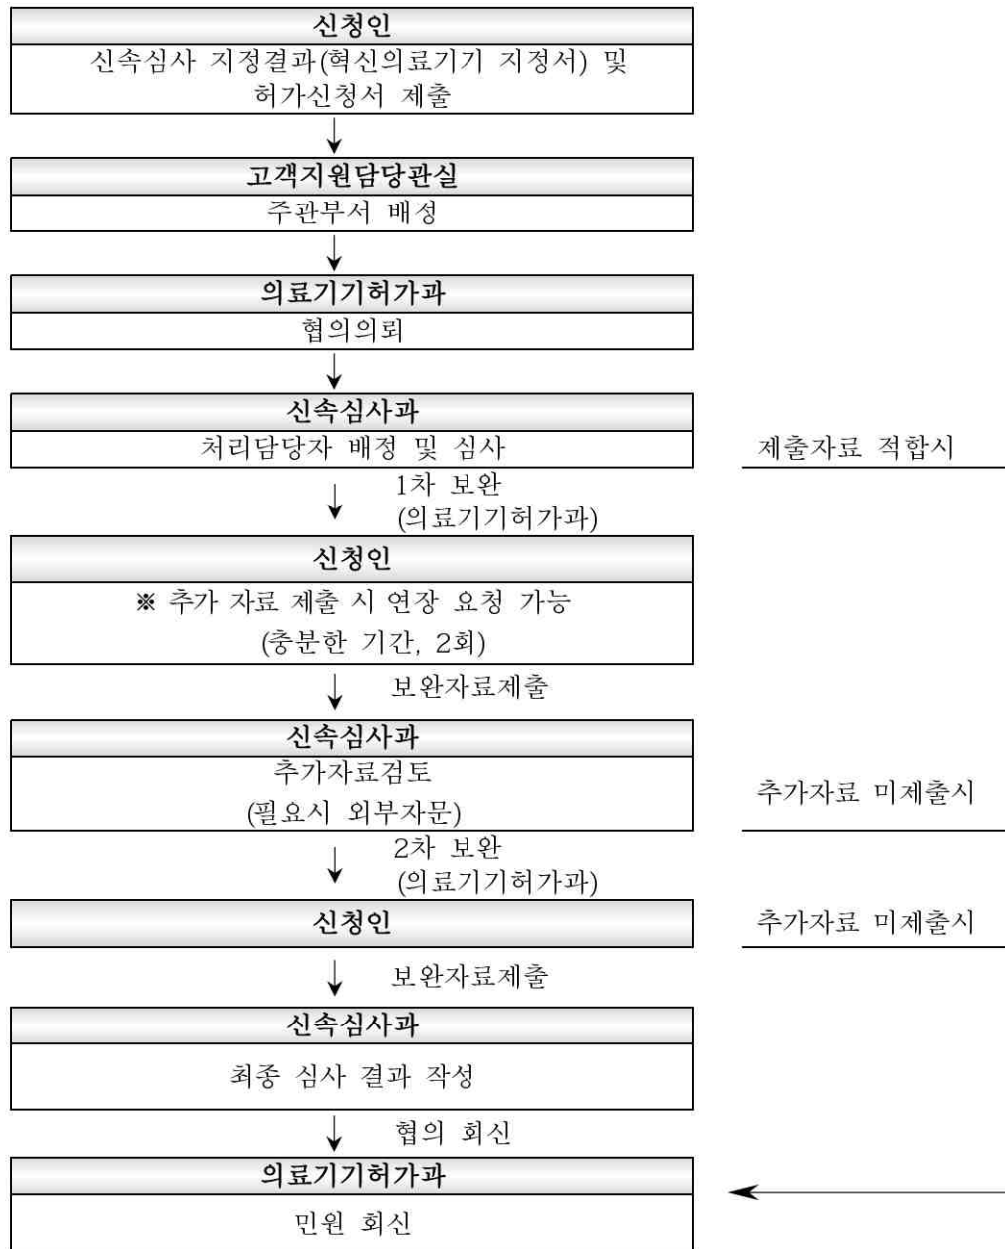 신청인
신속심사 지정결과(혁신의료기기 지정서) 및
허가신청서 제출
고객지원담당관실
주관부서 배정
의료기기허가과
협의의뢰
신속심사과
처리담당자 배정 및 심사
제출자료 적합시
1차 보완
(의료기기허가과)
신청인
※ 추가 자료 제출 시 연장 요청 가능
(충분한 기간, 2회)
보완자료제출
신속심사과
추가자료검토
(필요시 외부자문)
추가자료 미제출시
2차 보완
(의료기기허가과)
신청인
추가자료 미제출시
보완자료제출
신속심사과
최종 심사 결과 작성
협의 회신
의료기기허가과
민원 회신